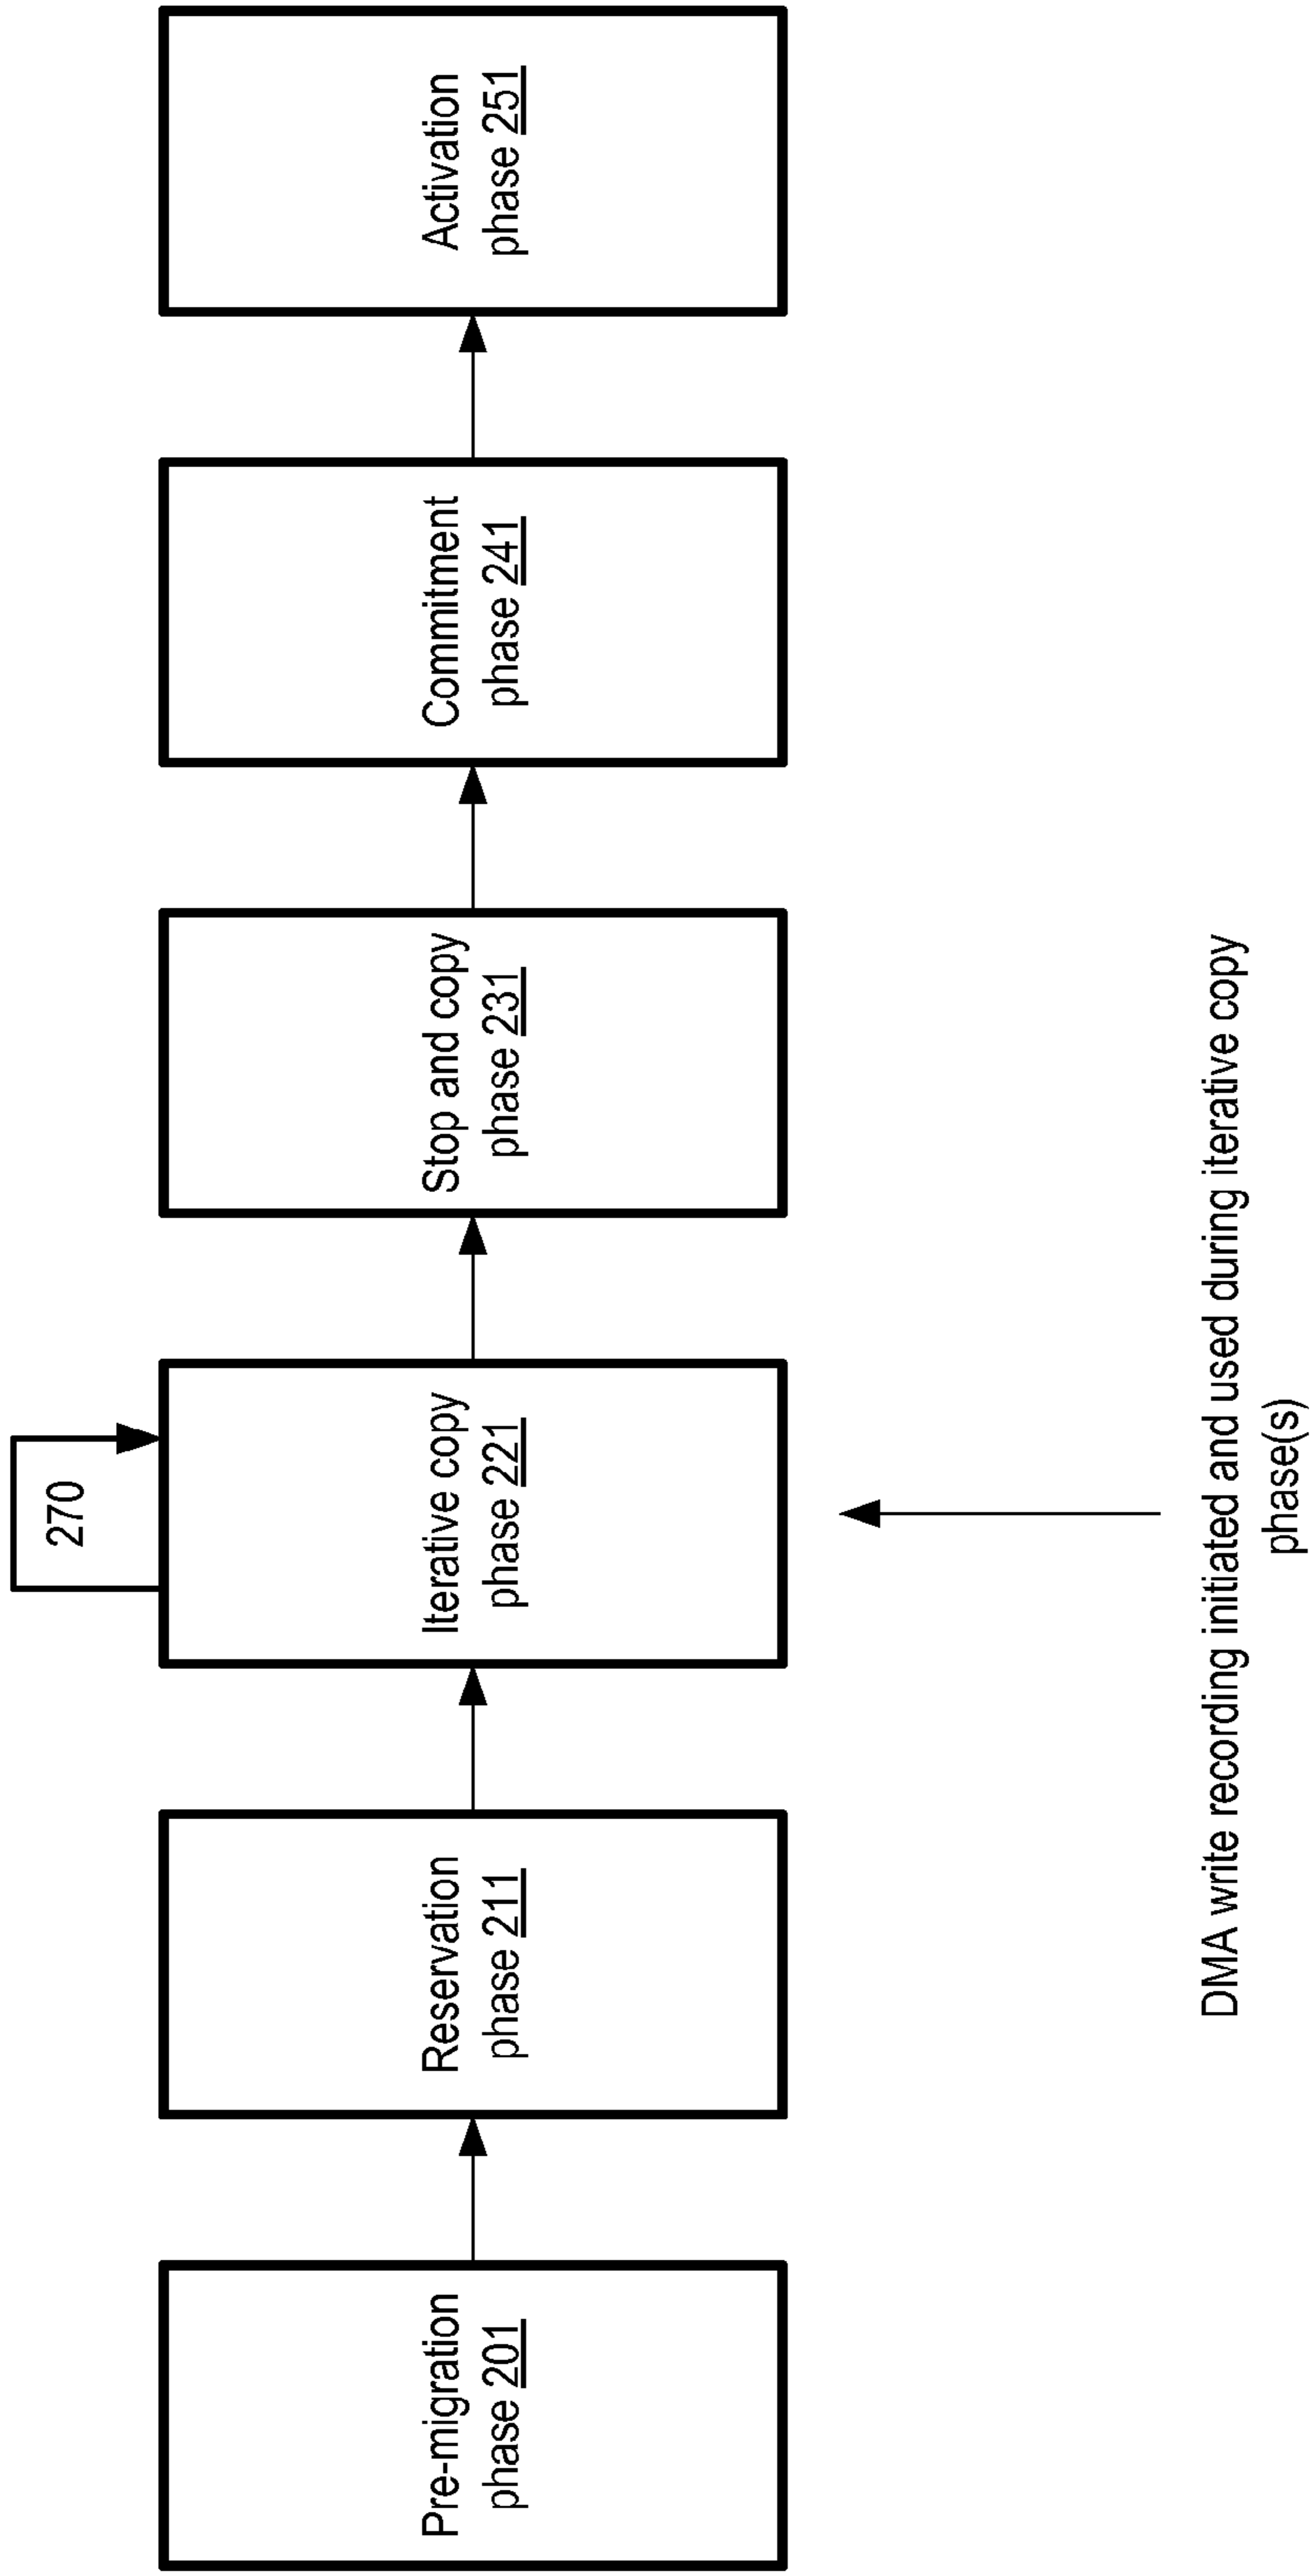 270
Pre-migration
phase 201
Reservation
phase 211
Iterative copy
phase 221
Stop and copy
phase 231
Commitment
phase 241
Activation
phase 251
DMA write recording initiated and used during iterative copy
phase(s)